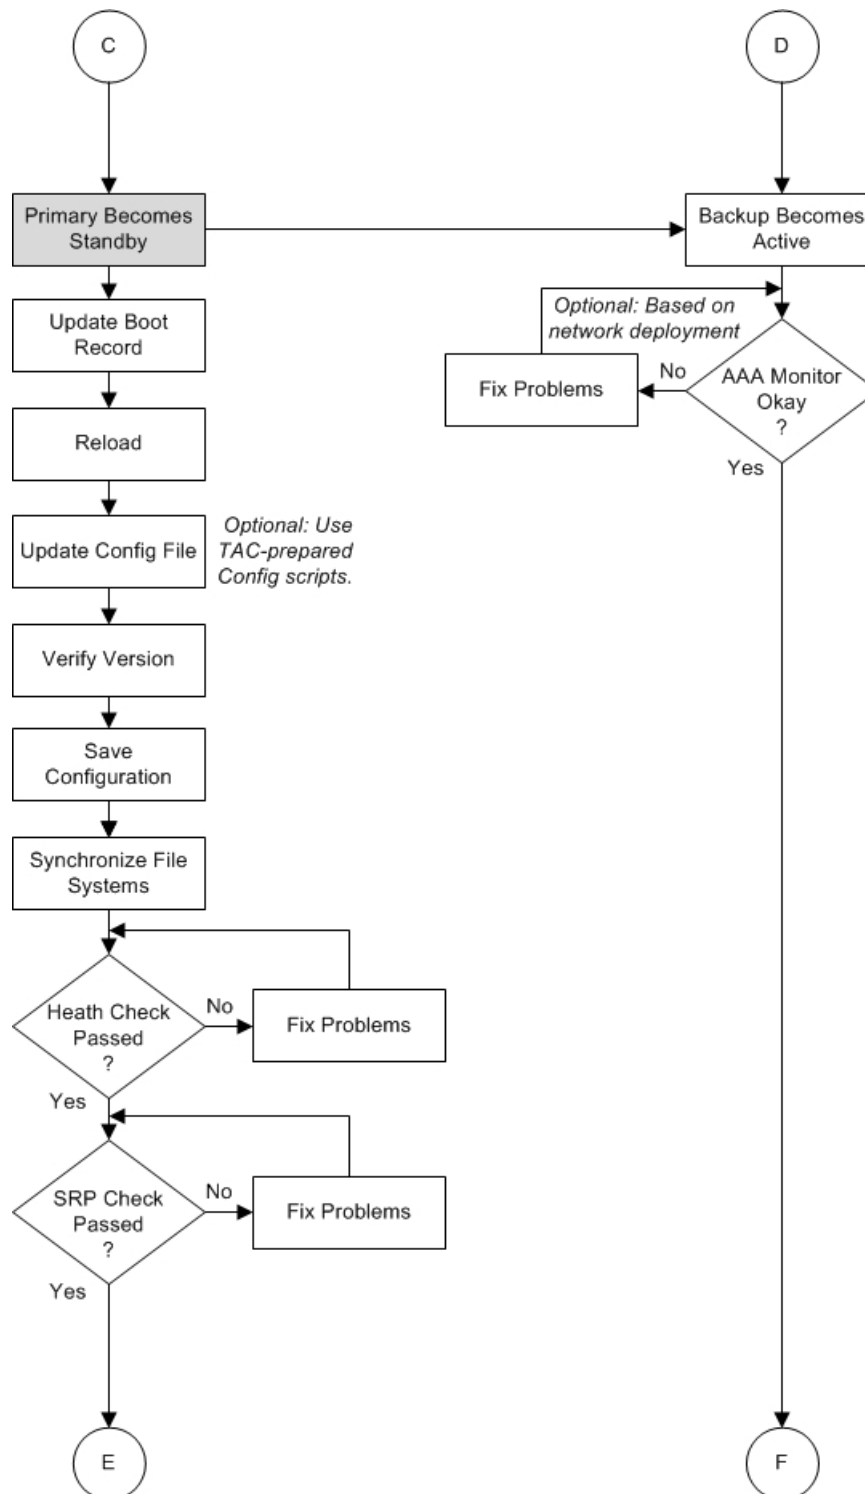 C
D
Primary Becomes
Standby
Backup Becomes
Active
Update Boot
Record
Optional: Based on
network deployment
Fix Problems
No
AAA Monitor
Okay
?
Yes
Reload
Update Config File
Optional: Use
TAC-prepared
Config scripts.
Verify Version
Save
Configuration
Synchronize File
Systems
Heath Check
Passed
?
No
Fix Problems
Yes
SRP Check
Passed
?
No
Fix Problems
Yes
E
F